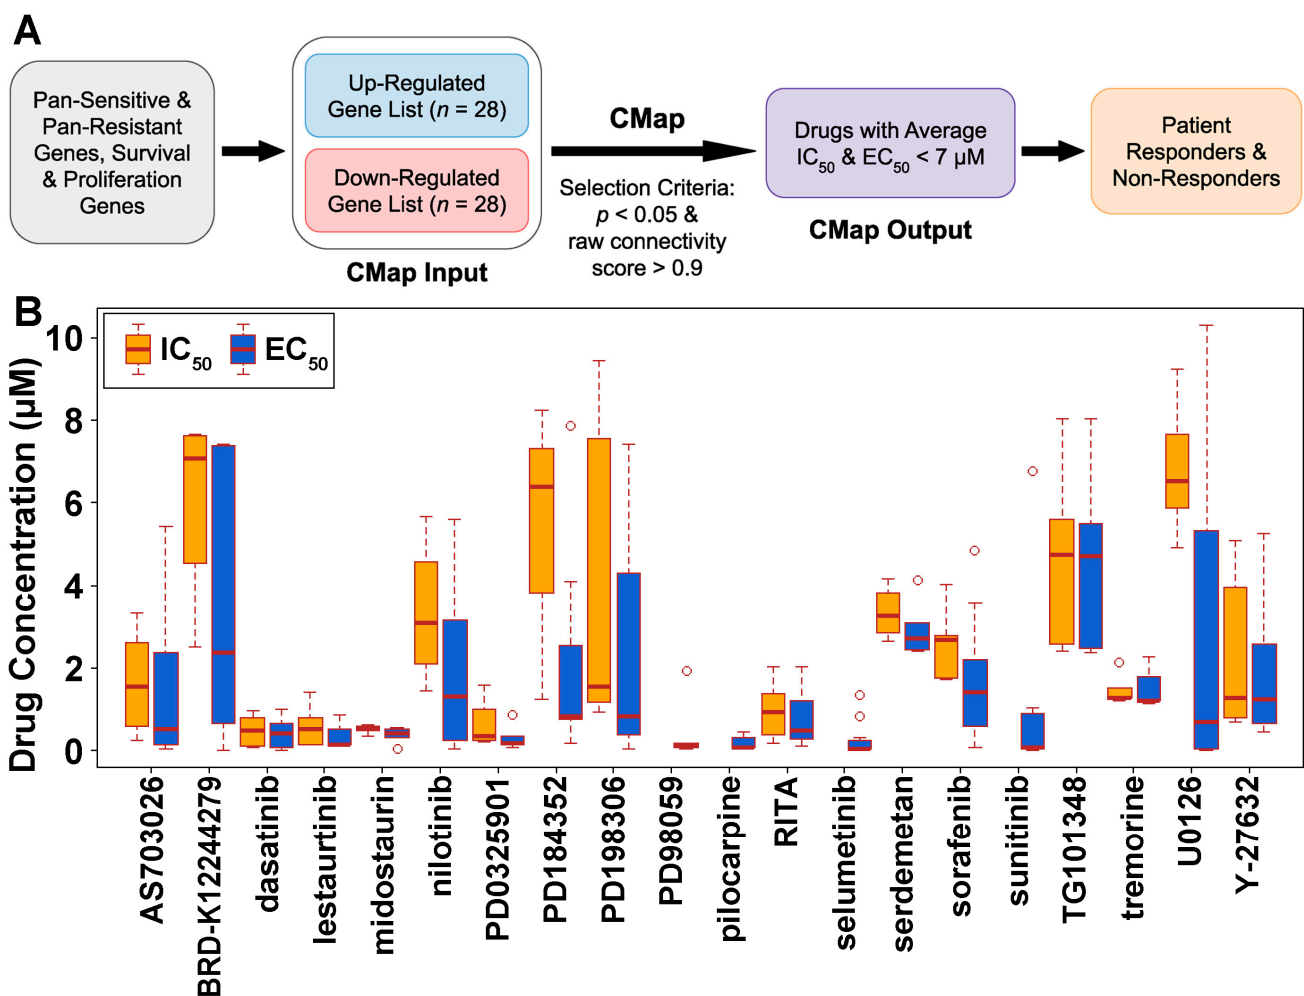 A
Pan-Sensitive &
Pan-Resistant
Genes, Survival
& Proliferation
Genes
Up-Regulated
Gene List (n = 28)
Down-Regulated
Gene List (n = 28)
CMap Input
CMap
Selection Criteria:
p < 0.05 &
raw connectivity
score > 0.9
Drugs with Average
IC50 & EC50 < 7 µM
CMap Output
Patient
Responders &
Non-Responders
B
IC50 EC50
Drug Concentration (µM)
10
8
6
4
2
0
AS703026
BRD-K12244279
dasatinib
lestaurtinib
midostaurin
nilotinib
PD0325901
PD184352
PD198306
PD98059
pilocarpine
RITA
selumetinib
serdemetan
sorafenib
sunitinib
TG101348
tremorine
U0126
Y-27632